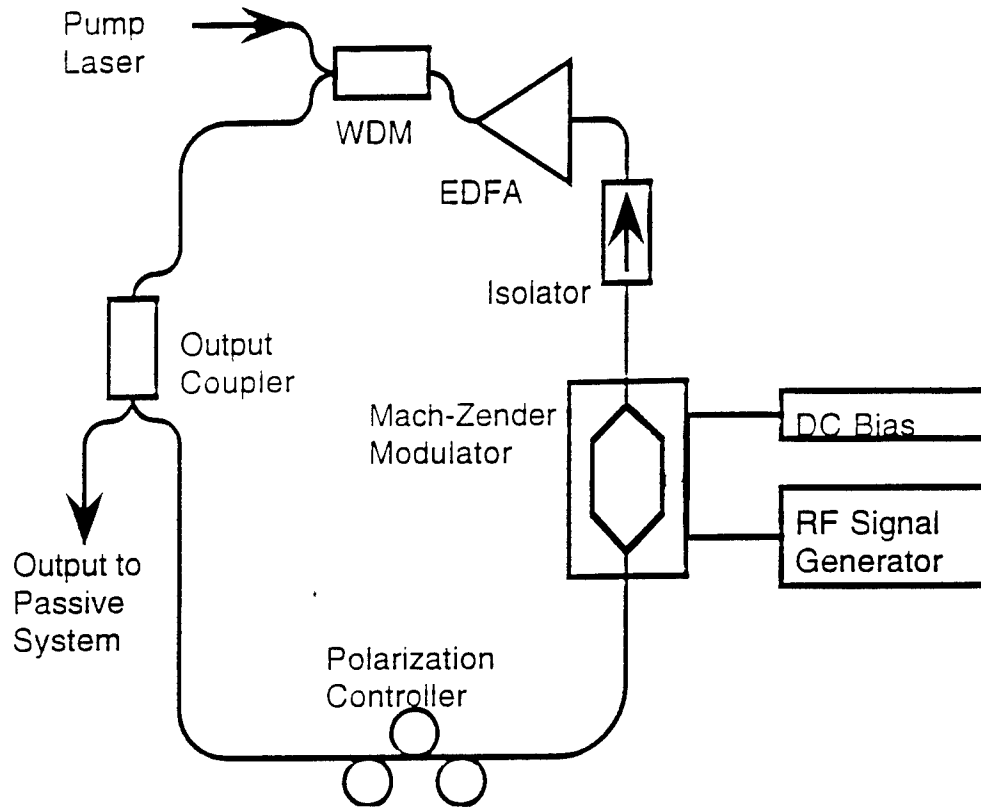 Pump
Laser
WDM
EDFA
Isolator
Output
Coupler
Mach-Zender
Modulator
DC Bias
RF Signal
Generator
Output to
Passive
System
Polarization
Controller